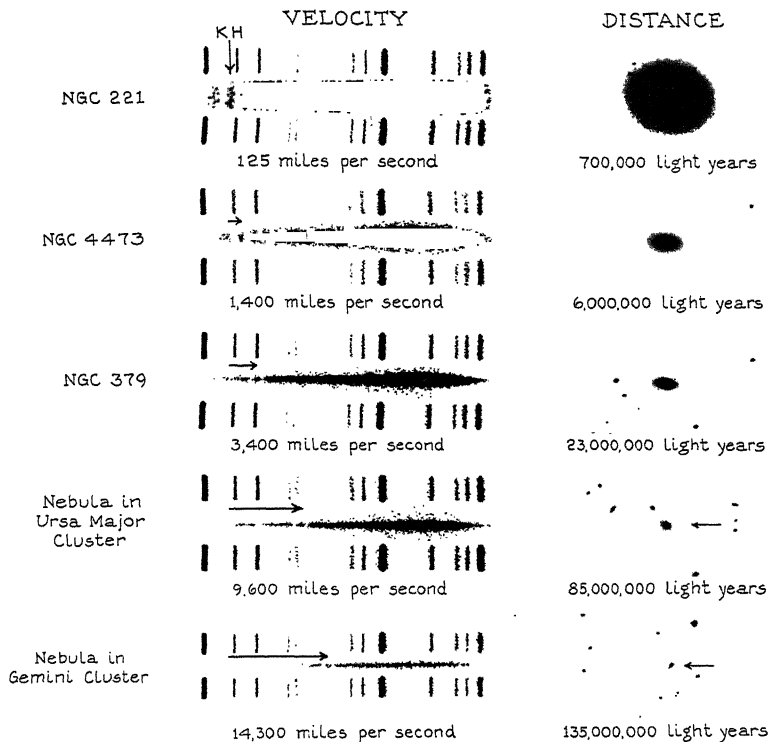 VELOCITY
DISTANCE
K H
NGC 221
125 miles per second
700,000 light years
NGC 4473
1,400 miles per second
6,000,000 light years
NGC 379
3,400 miles per second
23,000,000 light years
Nebula in
Ursa Major
Cluster
9,600 miles per second
85,000,000 light years
Nebula in
Gemini Cluster
14,300 miles per second
135,000,000 light years